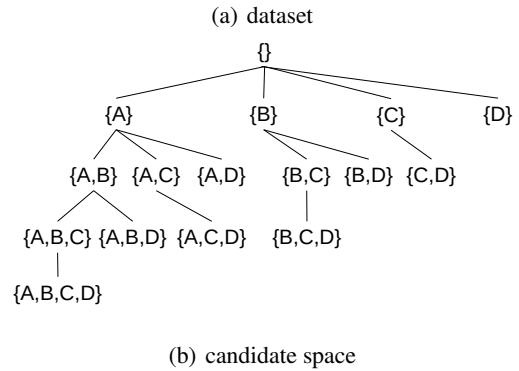 (a) dataset
{}
{A} {B} {C} {D}
{A,B} {A,C} {A,D} {B,C} {B,D} {C,D}
{A,B,C} {A,B,D} {A,C,D} {B,C,D}
{A,B,C,D}
(b) candidate space